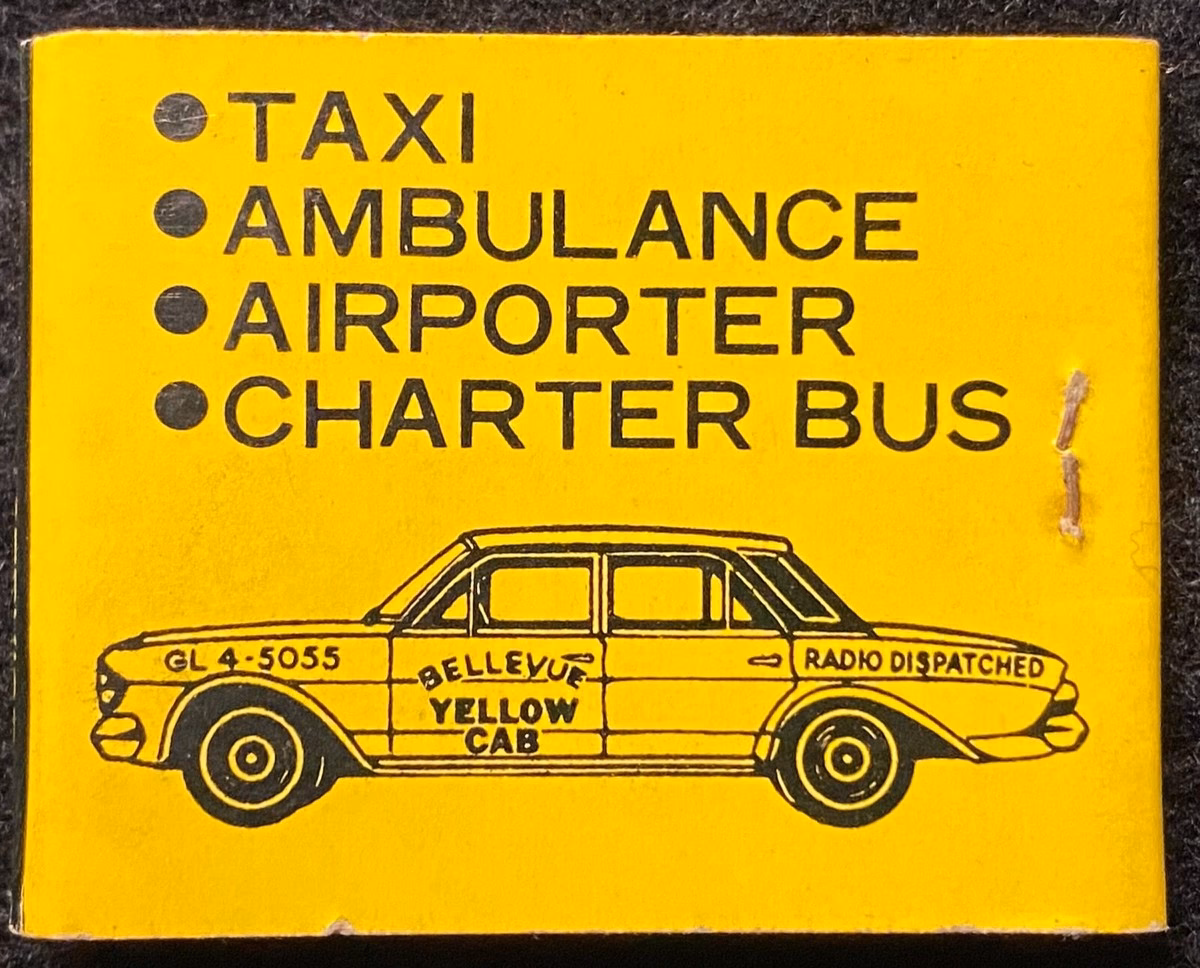 ● TAXI
● AMBULANCE
● AIRPORTER
● CHARTER BUS
GL 4-5055
BELLEVUE
YELLOW
CAB
RADIO DISPATCHED